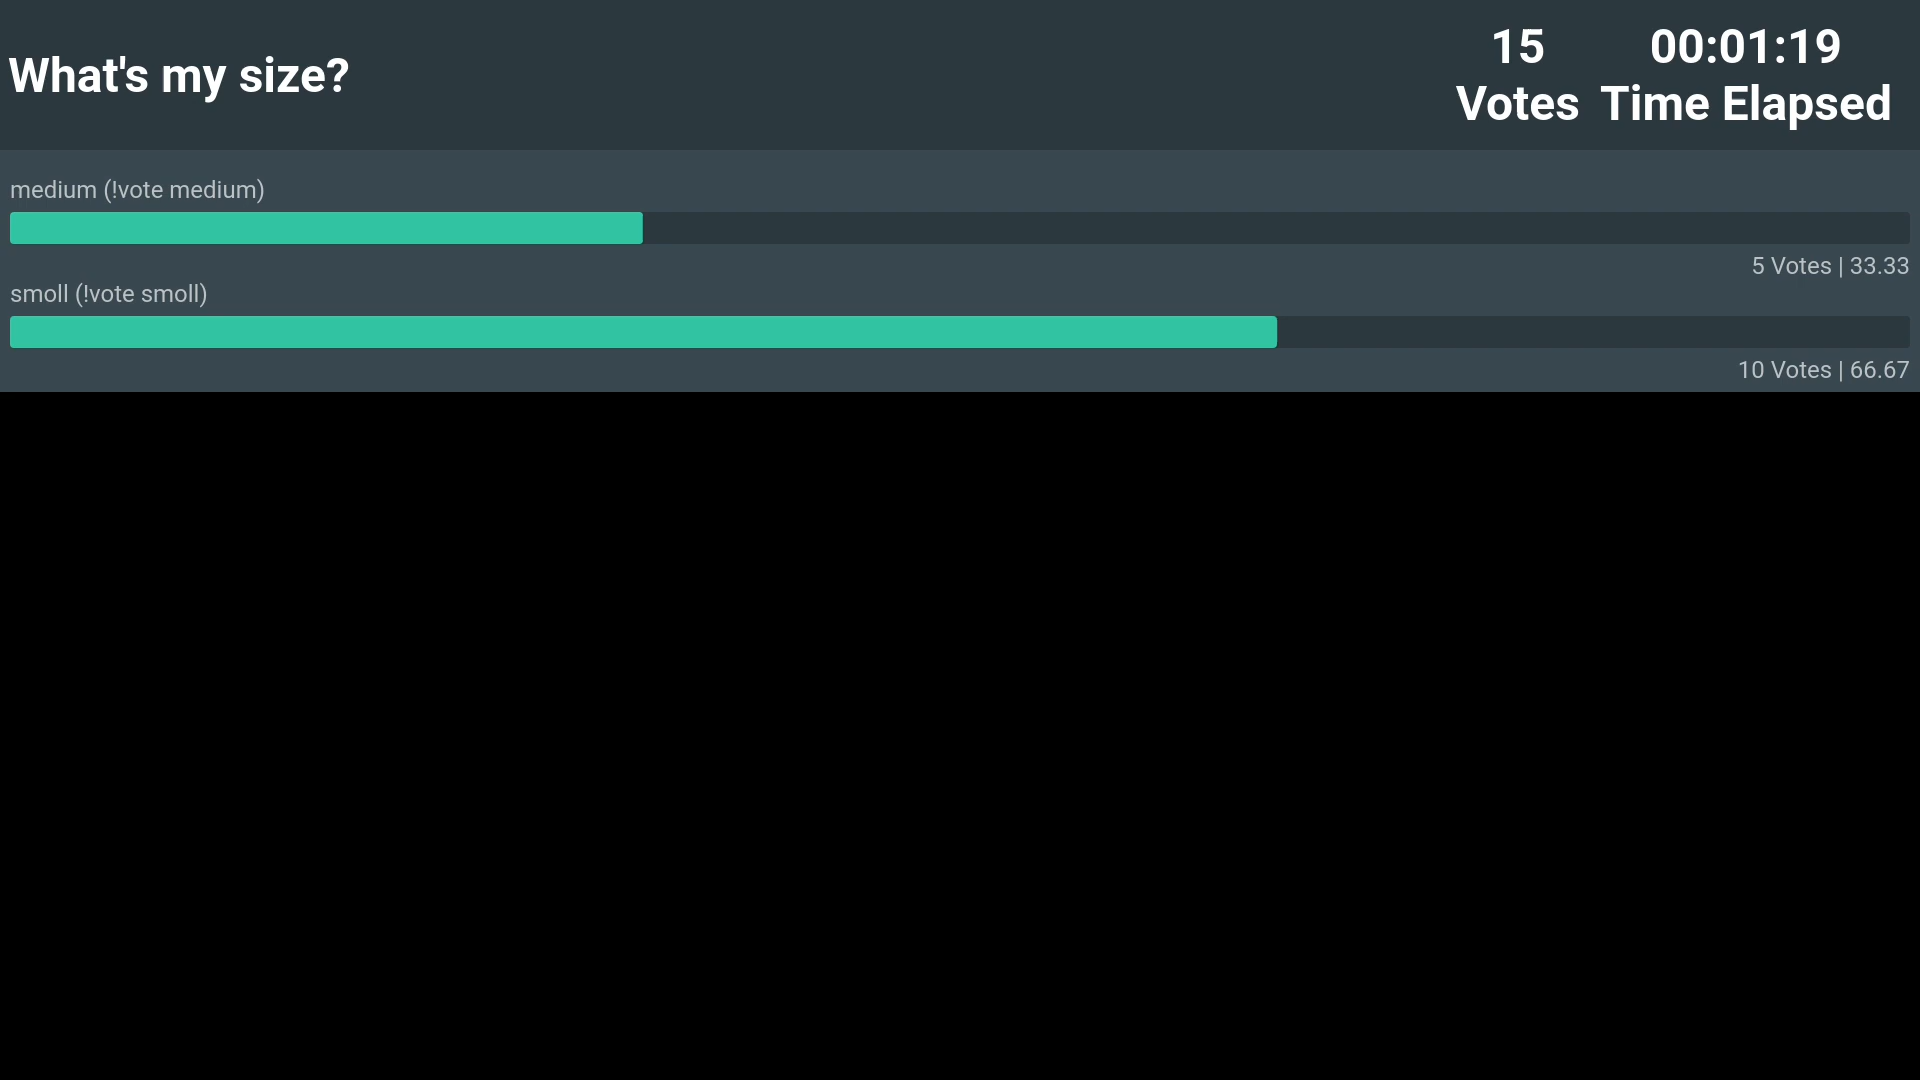 What's my size?
15
Votes
00:01:19
Time Elapsed
medium (!vote medium)
5 Votes | 33.33
smoll (!vote smoll)
10 Votes | 66.67